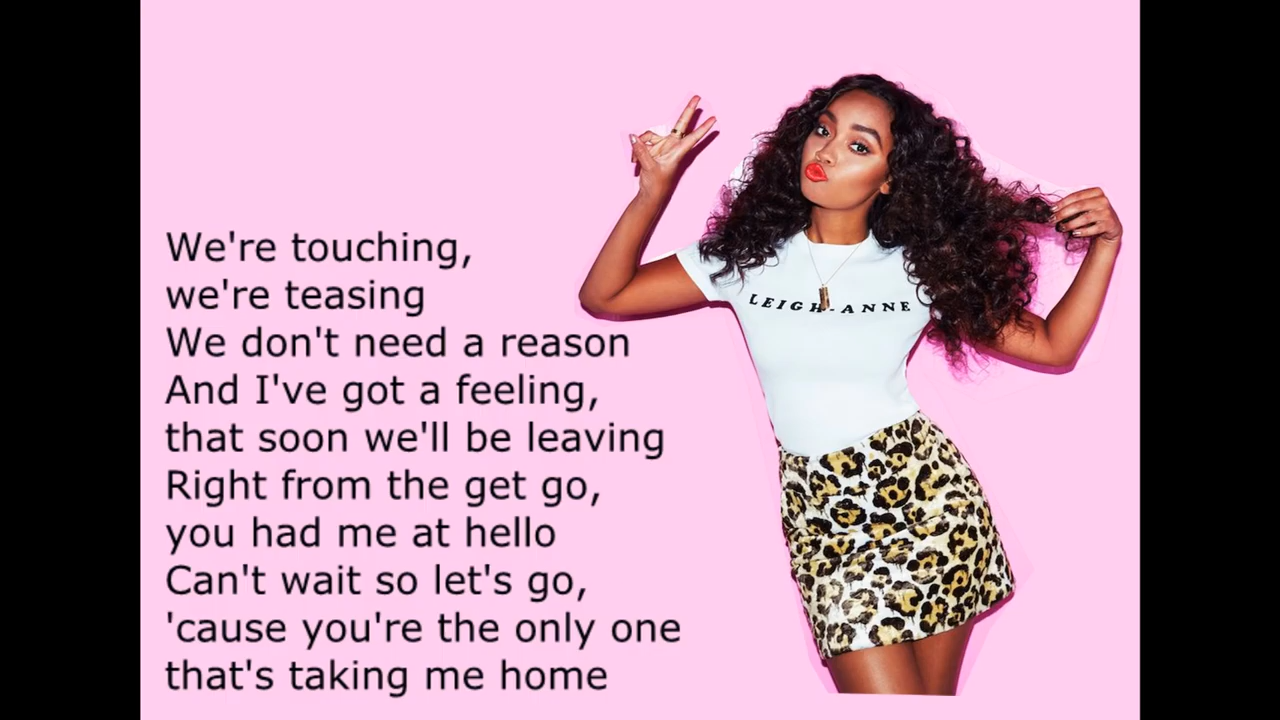 We're touching,
we're teasing
We don't need a reason
And I've got a feeling,
that soon we'll be leaving
Right from the get go,
you had me at hello
Can't wait so let's go,
'cause you're the only one
that's taking me home
LEIGH-ANNE